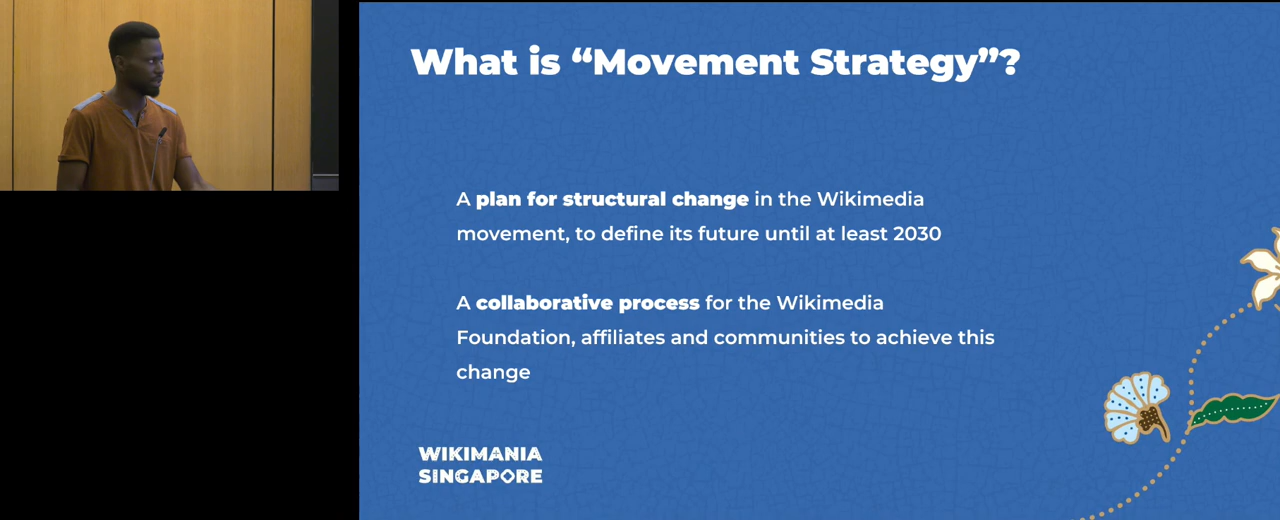 What is “Movement Strategy”?
A plan for structural change in the Wikimedia
movement, to define its future until at least 2030
A collaborative process for the Wikimedia
Foundation, affiliates and communities to achieve this
change
WIKIMANIA
SINGAPORE